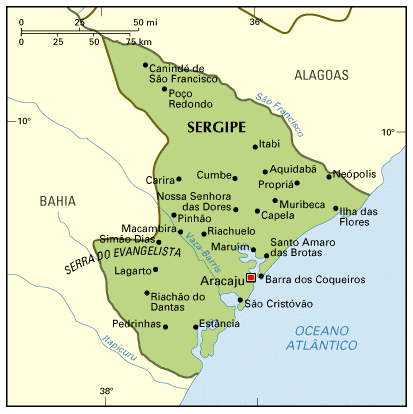 0 25 50 mi
0 25 50 75 km
36°
Canindé de
São Francisco
Poço
Redondo
ALAGOAS
São Francisco
10°
10°
SERGIPE
Itabi
Carira
Cumbe
Aquidabã
Propriá
Neópolis
BAHIA
Nossa Senhora
das Dores
Muribeca
Pinhão
Capela
Ilha das
Flores
Macambira
Riachuelo
Simão Dias
Vaza-Barris
Maruim
Santo Amaro
das Brotas
SERRA DO EVANGELISTA
Lagarto
Aracaju
Barra dos Coqueiros
Riachão do
Dantas
São Cristóvão
Pedrinhas
Estância
OCEANO
ATLÂNTICO
Itapicuru
38°